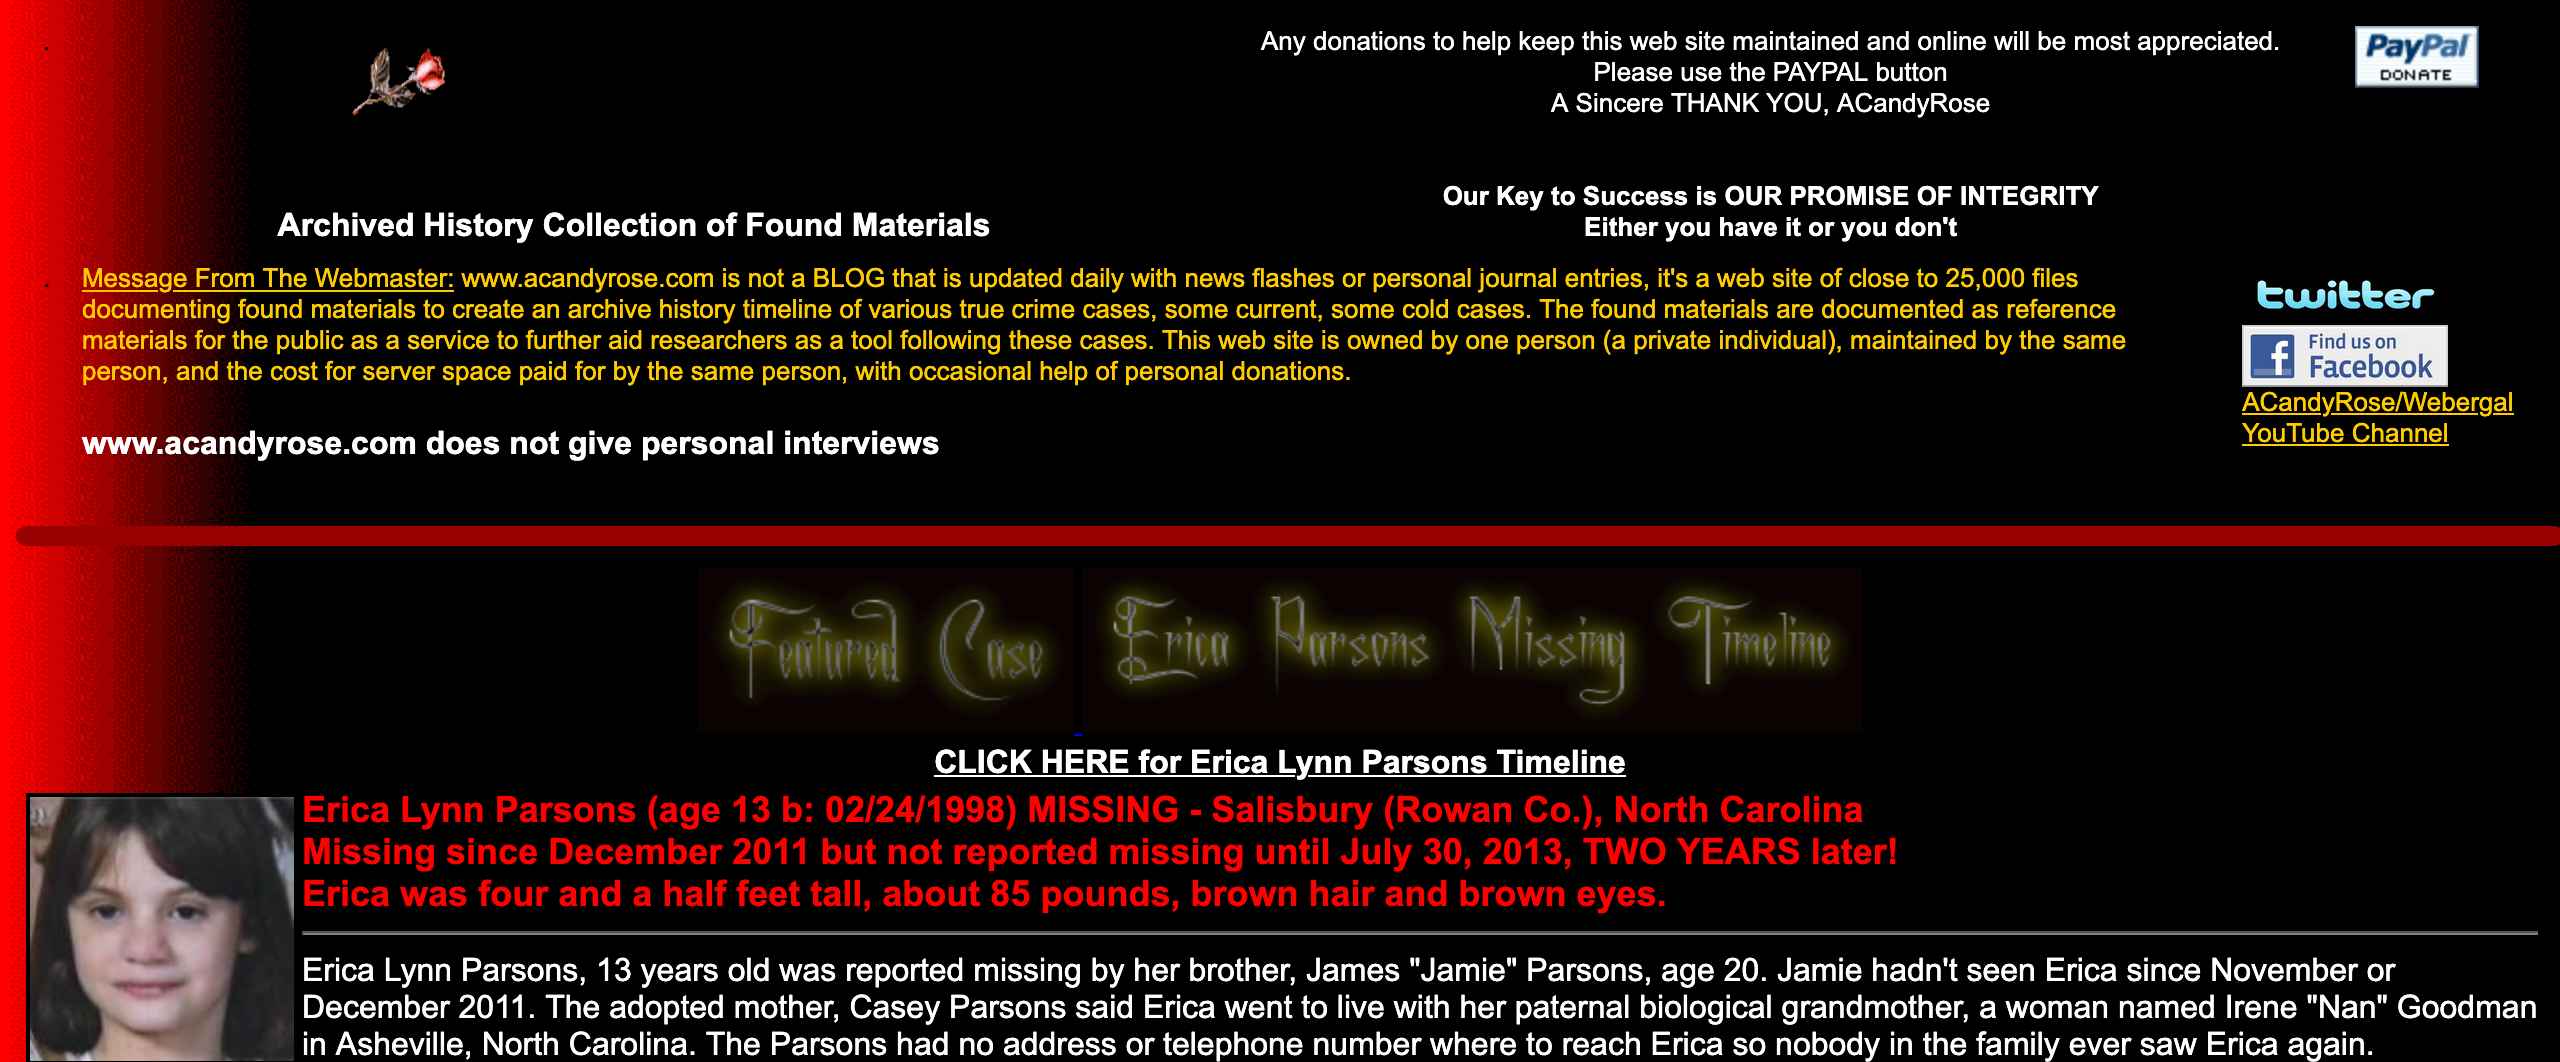 Any donations to help keep this web site maintained and online will be most appreciated.
Please use the PAYPAL button
A Sincere THANK YOU, ACandyRose
PayPal
DONATE
Archived History Collection of Found Materials
Our Key to Success is OUR PROMISE OF INTEGRITY
Either you have it or you don't
Message From The Webmaster: www.acandyrose.com is not a BLOG that is updated daily with news flashes or personal journal entries, it's a web site of close to 25,000 files
documenting found materials to create an archive history timeline of various true crime cases, some current, some cold cases. The found materials are documented as reference
materials for the public as a service to further aid researchers as a tool following these cases. This web site is owned by one person (a private individual), maintained by the same
person, and the cost for server space paid for by the same person, with occasional help of personal donations.
www.acandyrose.com does not give personal interviews
twitter
f Find us on
Facebook
ACandyRose/Webergal
YouTube Channel
Featured Case Erica Parsons Missing Timeline
CLICK HERE for Erica Lynn Parsons Timeline
Erica Lynn Parsons (age 13 b: 02/24/1998) MISSING - Salisbury (Rowan Co.), North Carolina
Missing since December 2011 but not reported missing until July 30, 2013, TWO YEARS later!
Erica was four and a half feet tall, about 85 pounds, brown hair and brown eyes.
Erica Lynn Parsons, 13 years old was reported missing by her brother, James "Jamie" Parsons, age 20. Jamie hadn't seen Erica since November or
December 2011. The adopted mother, Casey Parsons said Erica went to live with her paternal biological grandmother, a woman named Irene "Nan" Goodman
in Asheville, North Carolina. The Parsons had no address or telephone number where to reach Erica so nobody in the family ever saw Erica again.